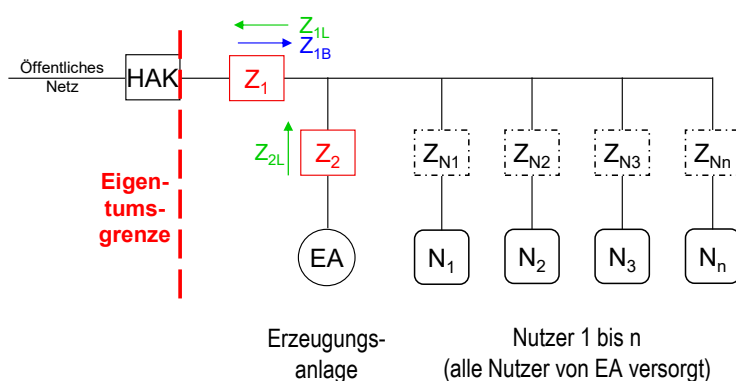 Z1L
Z1B
Öffentliches
Netz
HAK
Z1
Z2L
Z2
ZN1
ZN2
ZN3
ZNn
Eigen-
tums-
grenze
EA
N1
N2
N3
Nn
Erzeugungs-
anlage
Nutzer 1 bis n
(alle Nutzer von EA versorgt)